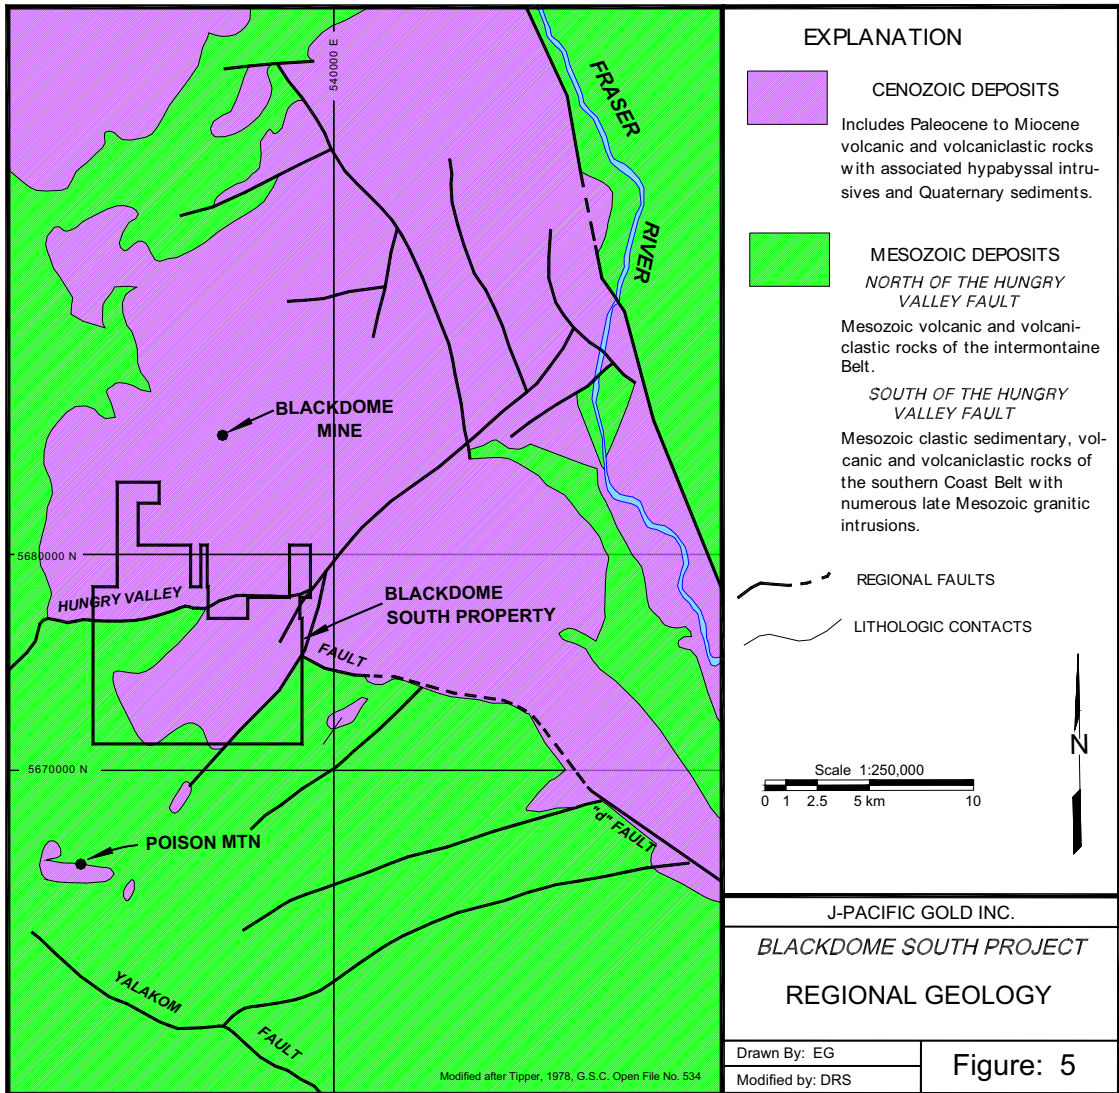 540000 E
FRASER
RIVER
BLACKDOME
MINE
5680000 N
HUNGRY VALLEY
BLACKDOME
SOUTH PROPERTY
FAULT
5670000 N
"d" FAULT
POISON MTN
YALAKOM
FAULT
Modified after Tipper, 1978, G.S.C. Open File No. 534
EXPLANATION
CENOZOIC DEPOSITS
Includes Paleocene to Miocene
volcanic and volcaniclastic rocks
with associated hypabyssal intru-
sives and Quaternary sediments.
MESOZOIC DEPOSITS
NORTH OF THE HUNGRY
VALLEY FAULT
Mesozoic volcanic and volcani-
clastic rocks of the intermontaine
Belt.
SOUTH OF THE HUNGRY
VALLEY FAULT
Mesozoic clastic sedimentary, vol-
canic and volcaniclastic rocks of
the southern Coast Belt with
numerous late Mesozoic granitic
intrusions.
REGIONAL FAULTS
LITHOLOGIC CONTACTS
N
Scale 1:250,000
0 1 2.5 5 km 10
J-PACIFIC GOLD INC.
BLACKDOME SOUTH PROJECT
REGIONAL GEOLOGY
Drawn By: EG
Modified by: DRS
Figure: 5